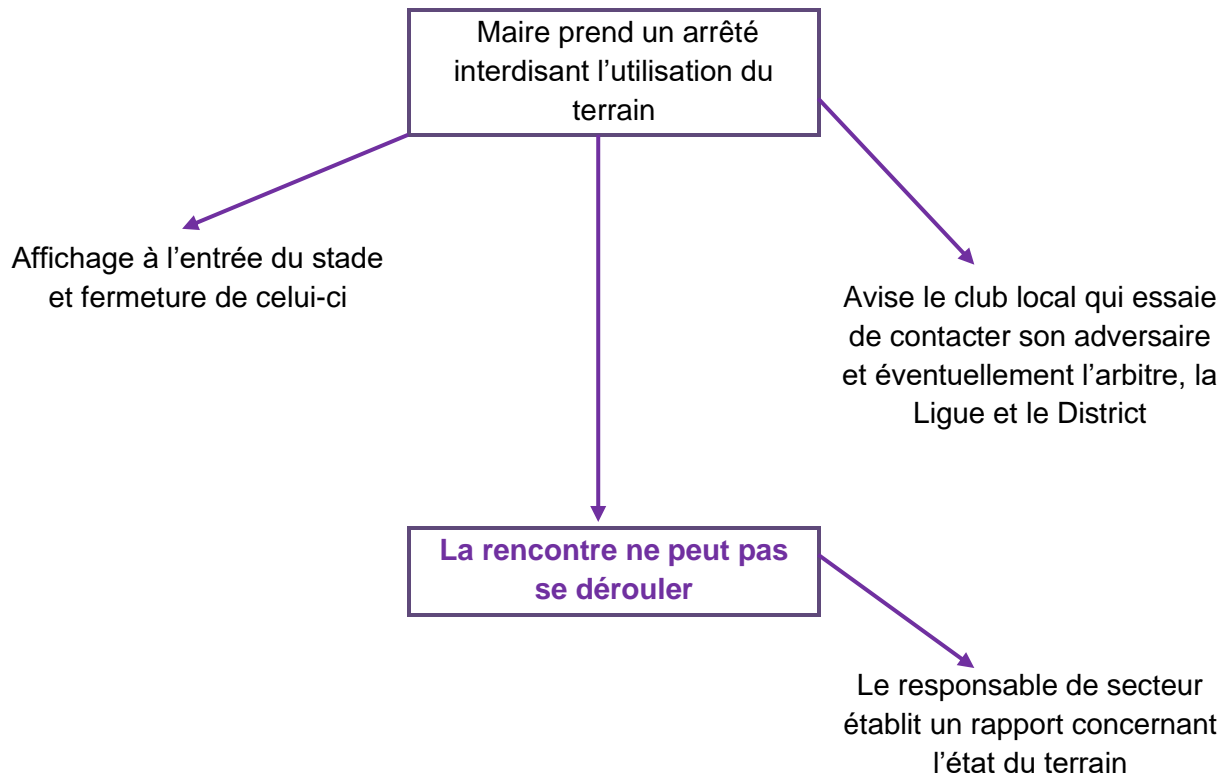 Maire prend un arrêté
interdisant l’utilisation du
terrain
Affichage à l’entrée du stade
et fermeture de celui-ci
Avise le club local qui essaie
de contacter son adversaire
et éventuellement l’arbitre, la
Ligue et le District
La rencontre ne peut pas
se dérouler
Le responsable de secteur
établit un rapport concernant
l’état du terrain